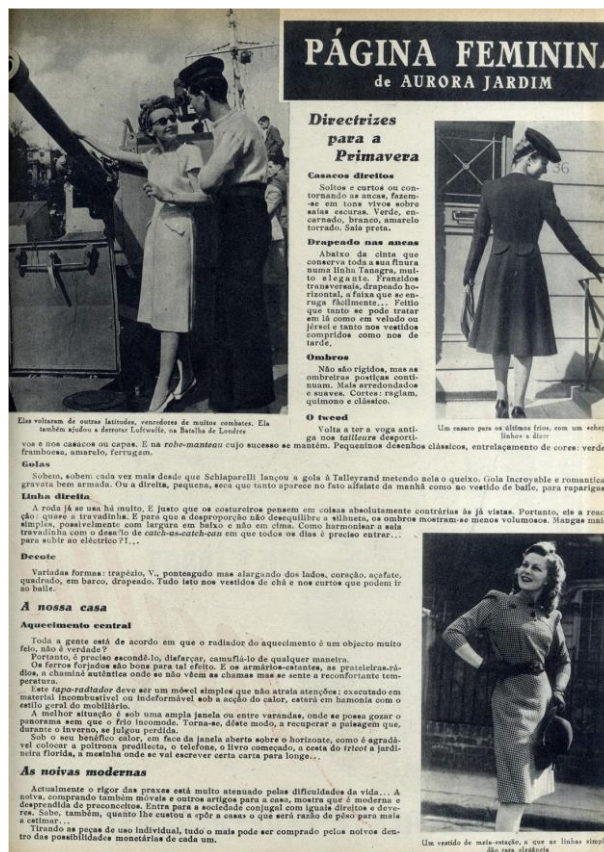 PÁGINA FEMININA
de AURORA JARDIM
Directrizes
para a
Primavera
Casacos direitos
Soltos e curtos ou con-
tornando as ancas, fazem-
-se em tons vivos sobre
saias escuras. Verde, en-
carnado, branco, amarelo
torrado. Saia preta.
Drapeado nas ancas
Abaixo da cinta que
conserva toda a sua finura
numa linha Tanagra, mui-
to elegante. Franzidos
transversais, drapeado ho-
rizontal, a faixa que se en-
ruga fàcilmente... Feitio
que tanto se pode tratar
em lã como em veludo ou
jérsei e tanto nos vestidos
compridos como nos de
tarde.
Ombros
Não são rígidos, mas as
ombreiras postiças conti-
nuam. Mais arredondados
e suaves. Cortes: raglam,
quimono e clássico.
O tweed
Volta a ter a voga anti-
ga nos tailleurs desporti-
vos e nos casacos ou capas. E na robe-manteau cujo sucesso se mantém. Pequeninos desenhos clássicos, entrelaçamento de cores: verde
framboesa, amarelo, ferrugem.
36
Eles voltaram de outras latitudes, vencedores de muitos combates. Ela
também ajudou a derrotar Luftwaffe, na Batalha de Londres
Um casaco para os últimos frios, com um
linhos a dizer
Golas
Sobem, sobem cada vez mais desde que Schiaparelli lançou a gola à Talleyrand metendo nela o queixo. Gola Incroyable e romantica
gravata bem armada. Ou a direita, pequena, seca que tanto aparece no fato alfaiate da manhã como no vestido de baile, para raparigas
Linha direita
A roda já se usa há muito. E justo que os costureiros pensem em coisas absolutamente contrárias às já vistas. Portanto, eis a reac
ção: quase a travadinha. E para que a desproporção não desequilibre a silhueta, os ombros mostram-se menos volumosos. Mangas mai
simples, possivelmente com largura em baixo e não em cima. Como harmonisar a saia
travadinha com o desafio de catch-as-catch-can em que todos os dias é preciso entrar...
para subir ao eléctrico?!...
Decote
Variadas formas: trapézio, V., ponteagudo mas alargando dos lados, coração, açafate,
quadrado, em barco, drapeado. Tudo isto nos vestidos de chá e nos curtos que podem ir
ao baile.
A nossa casa
Aquecimento central
Toda a gente está de acordo em que o radiador do aquecimento é um objecto muito
feio, não é verdade?
Portanto, é preciso escondê-lo, disfarçar, camuflá-lo de qualquer maneira.
Os ferros forjados são bons para tal efeito. E os armários-estantes, as prateleiras-rá-
dios, a chaminé autêntica onde se não vêem as chamas mas se sente a reconfortante tem-
peratura.
Este tapa-radiador deve ser um móvel simples que não atraia atenções: executado em
material incombustível ou indeformável sob a acção do calor, estará em hamonia com o
estilo geral do mobiliário.
A melhor situação é sob uma ampla janela ou entre varandas, onde se possa gozar o
panorama sem que o frio incomode. Torna-se, dêste modo, a recuperar a paisagem que,
durante o inverno, se julgou perdida.
Sob o seu benéfico calor, em face da janela aberta sobre o horizonte, como é agradá-
vel colocar a poltrona predilecta, o telefone, o livro começado, a cesta do tricot a jardi-
neira florida, a mesinha onde se vai escrever certa carta para longe...
As noivas modernas
Actualmente o rigor das praxes está muito atenuado pelas dificuldades da vida... A
noiva, comprando também móveis e outros artigos para a casa, mostra que é moderna e
desprendida de preconceitos. Entra para a sociedade conjugal com iguais direitos e deve-
res. Sabe, também, quanto lhe custou a «pôr a casa» o que será razão de pêso para mais
a estimar...
Tirando as peças de uso individual, tudo o mais pode ser comprado pelos noivos den-
tro das possibilidades monetárias de cada um.
Um vestido de meia-estação, a que as linhas simpl
dão rara elegância